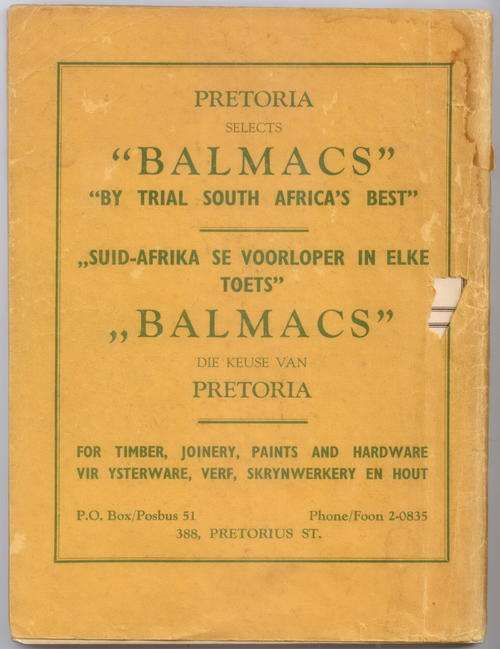 PRETORIA
SELECTS
“BALMACS”
“BY TRIAL SOUTH AFRICA'S BEST”
„SUID-AFRIKA SE VOORLOPER IN ELKE
TOETS”
„BALMACS”
DIE KEUSE VAN
PRETORIA
FOR TIMBER, JOINERY, PAINTS AND HARDWARE
VIR YSTERWARE, VERF, SKRYNWERKERY EN HOUT
P.O. Box/Posbus 51 Phone/Foon 2-0835
388, PRETORIUS ST.